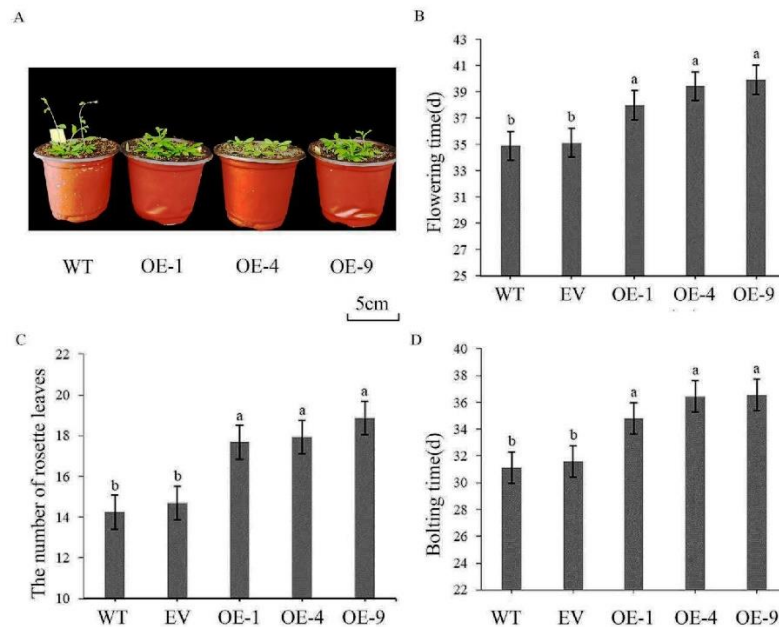 A
WT OE-1 OE-4 OE-9
5cm
B
Flowering time(d)
43
41
39
37
35
33
31
29
27
25
b b a a a
WT EV OE-1 OE-4 OE-9
C
The number of rosette leaves
22
20
18
16
14
12
10
b b a a a
WT EV OE-1 OE-4 OE-9
D
Bolting time(d)
40
38
36
34
32
30
28
26
24
22
b b a a a
WT EV OE-1 OE-4 OE-9